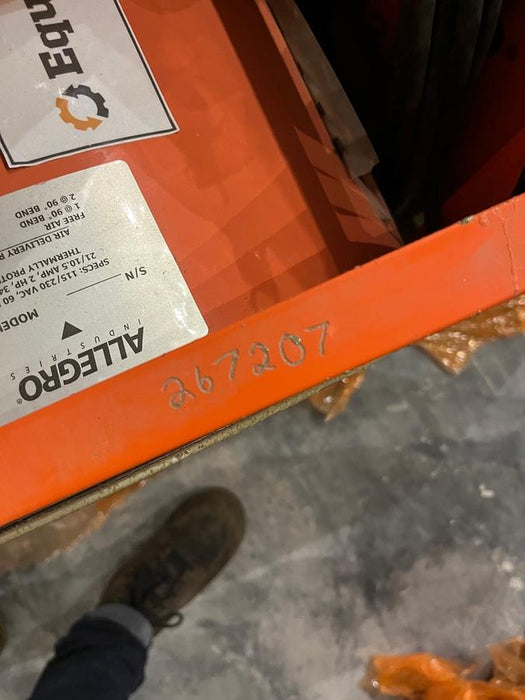 Equ
ALLEGRO®
INDUSTRIES
MODE
S/N
SPECS: 115/230 VAC, 60
21/10.5 AMP, 2 HP, 34
THERMALLY PROT
AIR DELIVERY
FREE AIR
1 @ 90° BEND
2 @ 90° BEND
267207